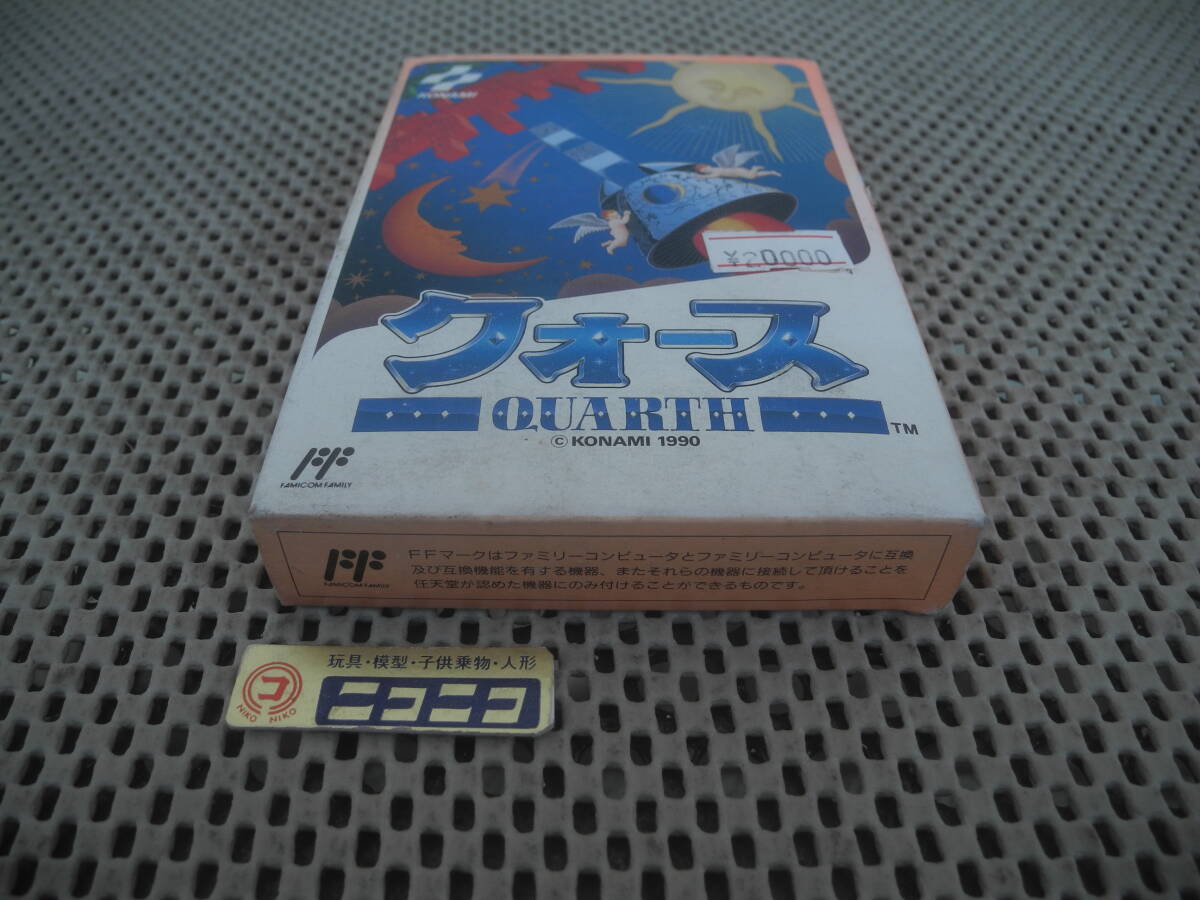 KONAMI
¥20000
クォース
QUARTH
TM
© KONAMI 1990
FAMICOM FAMILY
FAMICOM FAMILY
FFマークはファミリーコンピュータとファミリーコンピュータに互換
及び互換機能を有する機器、またそれらの機器に接続して頂けることを
任天堂が認めた機器にのみ付けることができるものです。
玩具・模型・子供乗物・人形
コ
NIKO NIKO
ニコニコ